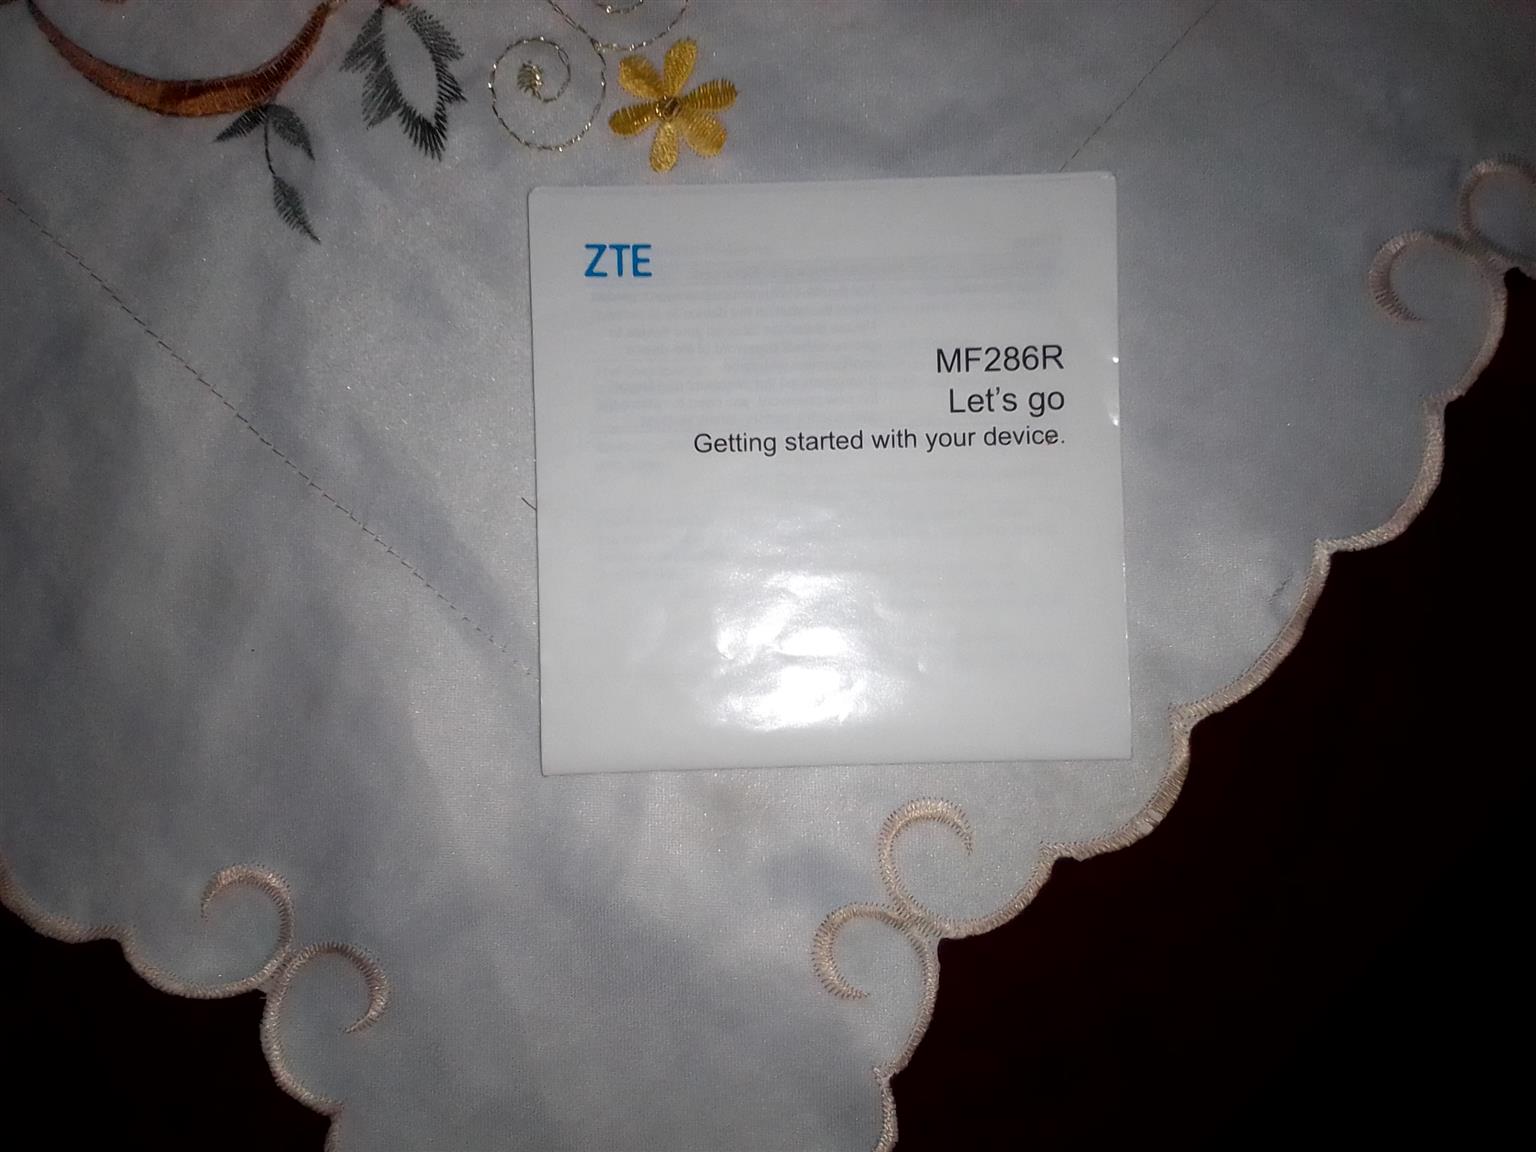 ZTE
MF286R
Let's go
Getting started with your device.